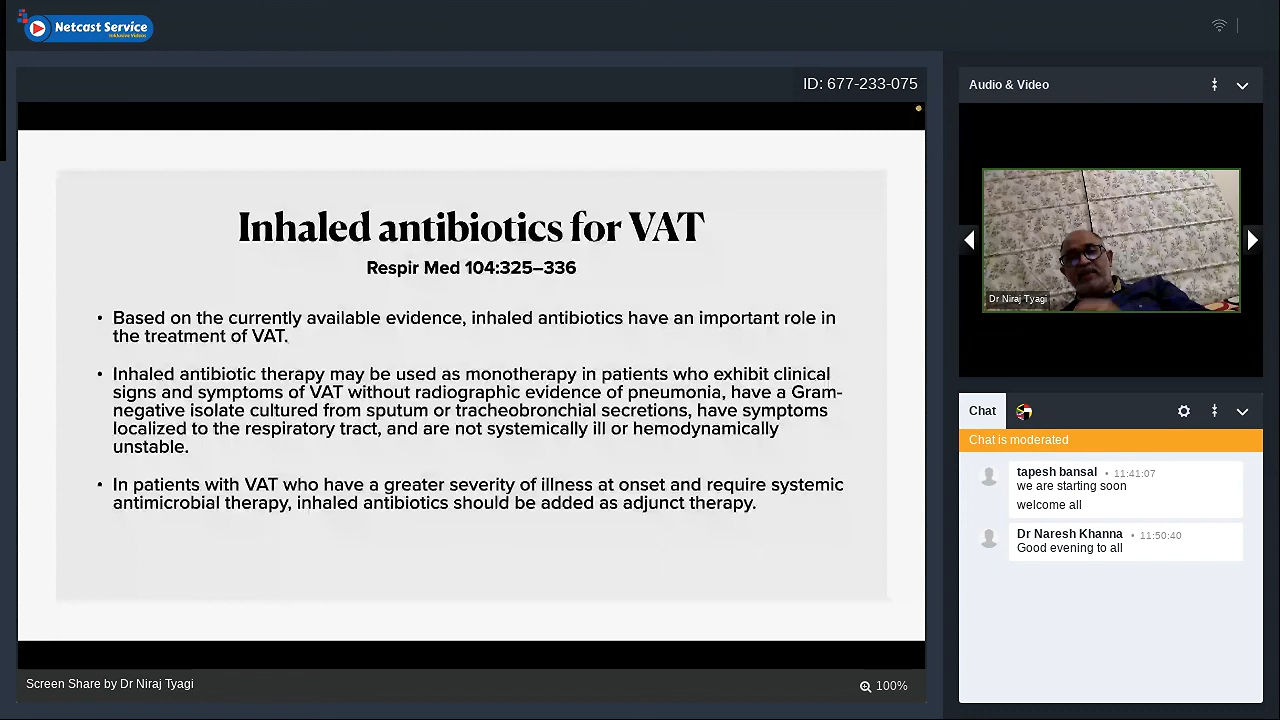 Netcast Service
Inklusive Videos
ID: 677-233-075
Inhaled antibiotics for VAT
Respir Med 104:325–336
• Based on the currently available evidence, inhaled antibiotics have an important role in
the treatment of VAT.
• Inhaled antibiotic therapy may be used as monotherapy in patients who exhibit clinical
signs and symptoms of VAT without radiographic evidence of pneumonia, have a Gram-
negative isolate cultured from sputum or tracheobronchial secretions, have symptoms
localized to the respiratory tract, and are not systemically ill or hemodynamically
unstable.
• In patients with VAT who have a greater severity of illness at onset and require systemic
antimicrobial therapy, inhaled antibiotics should be added as adjunct therapy.
Screen Share by Dr Niraj Tyagi
100%
Audio & Video
Dr Niraj Tyagi
Chat
Chat is moderated
tapesh bansal • 11:41:07
we are starting soon
welcome all
Dr Naresh Khanna • 11:50:40
Good evening to all